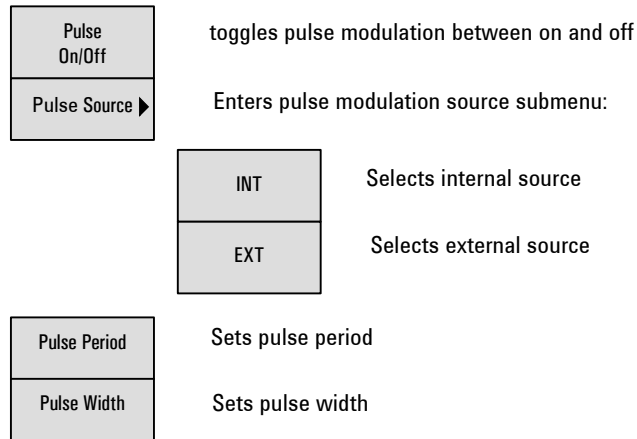 Pulse
On/Off
toggles pulse modulation between on and off
Pulse Source
Enters pulse modulation source submenu:
INT
Selects internal source
EXT
Selects external source
Pulse Period
Sets pulse period
Pulse Width
Sets pulse width